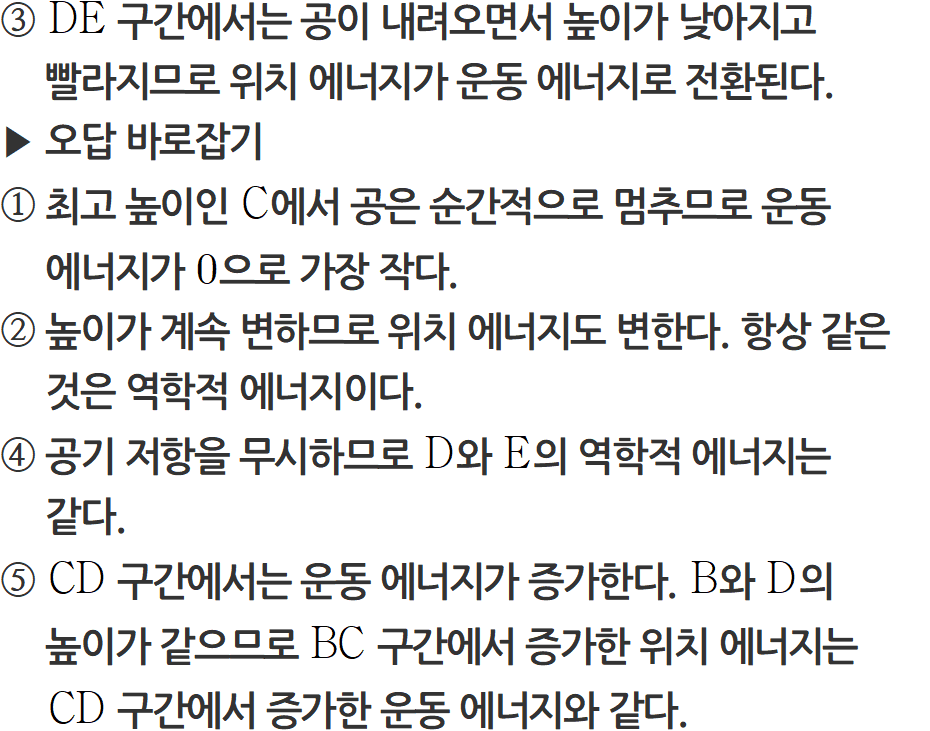 ③ DE 구간에서는 공이 내려오면서 높이가 낮아지고
빨라지므로 위치 에너지가 운동 에너지로 전환된다.
▶ 오답 바로잡기
① 최고 높이인 C에서 공은 순간적으로 멈추므로 운동
에너지가 0으로 가장 작다.
② 높이가 계속 변하므로 위치 에너지도 변한다. 항상 같은
것은 역학적 에너지이다.
④ 공기 저항을 무시하므로 D와 E의 역학적 에너지는
같다.
⑤ CD 구간에서는 운동 에너지가 증가한다. B와 D의
높이가 같으므로 BC 구간에서 증가한 위치 에너지는
CD 구간에서 증가한 운동 에너지와 같다.